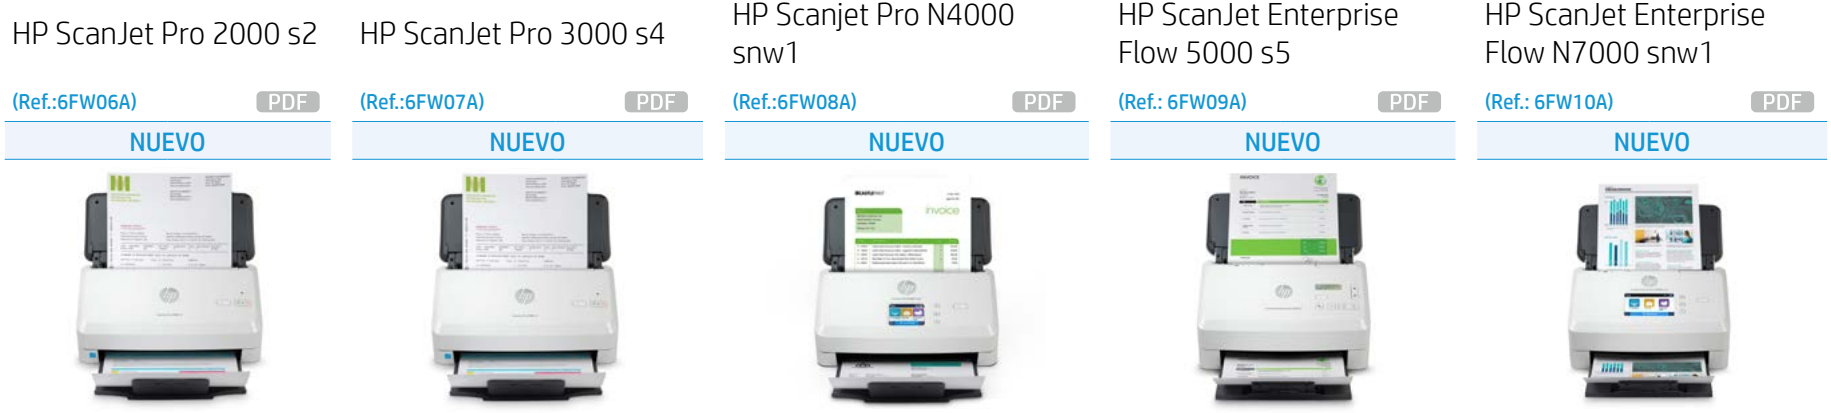 HP ScanJet Pro 2000 s2
(Ref.:6FW06A)
PDF
NUEVO
HP ScanJet Pro 3000 s4
(Ref.:6FW07A)
PDF
NUEVO
HP Scanjet Pro N4000
snw1
(Ref.:6FW08A)
PDF
NUEVO
invoice
HP ScanJet Enterprise
Flow 5000 s5
(Ref.: 6FW09A)
PDF
NUEVO
INVOICE
HP ScanJet Enterprise
Flow N7000 snw1
(Ref.: 6FW10A)
PDF
NUEVO